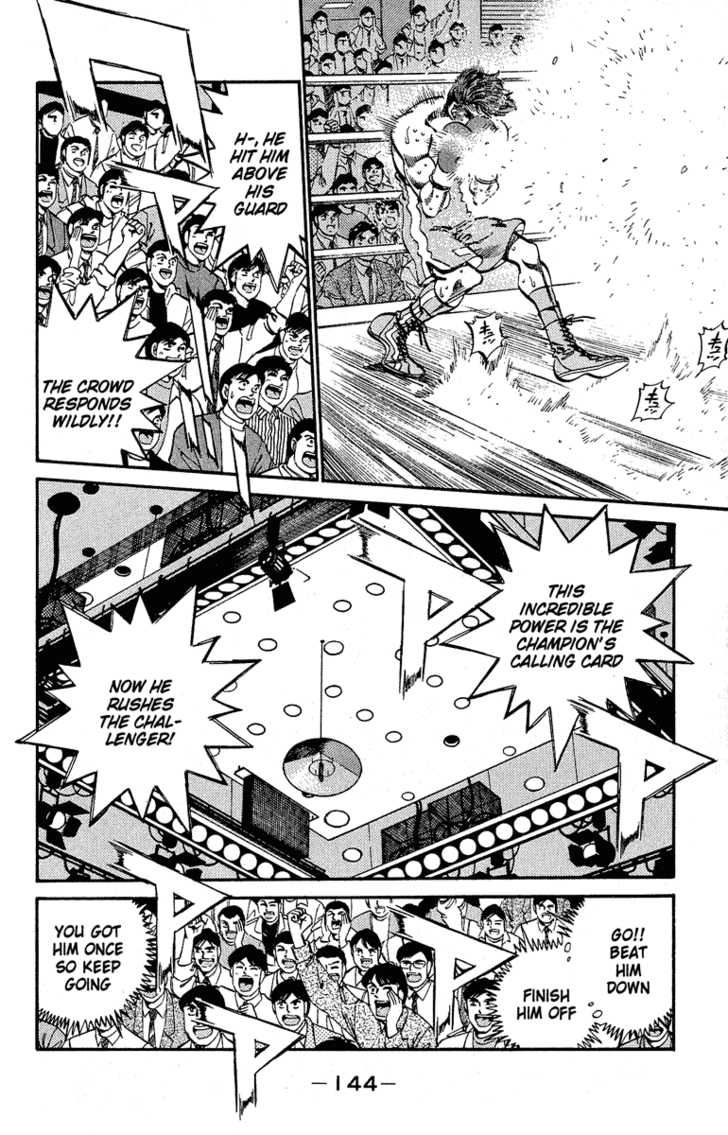 H-, HE
HIT HIM
ABOVE
HIS
GUARD
THE CROWD
RESPONDS
WILDLY!!
THIS
INCREDIBLE
POWER IS THE
CHAMPION'S
CALLING CARD
NOW HE
RUSHES
THE CHAL-
LENGER!
GO!!
BEAT
HIM
DOWN
FINISH
HIM OFF
YOU GOT
HIM ONCE
SO KEEP
GOING
-144-